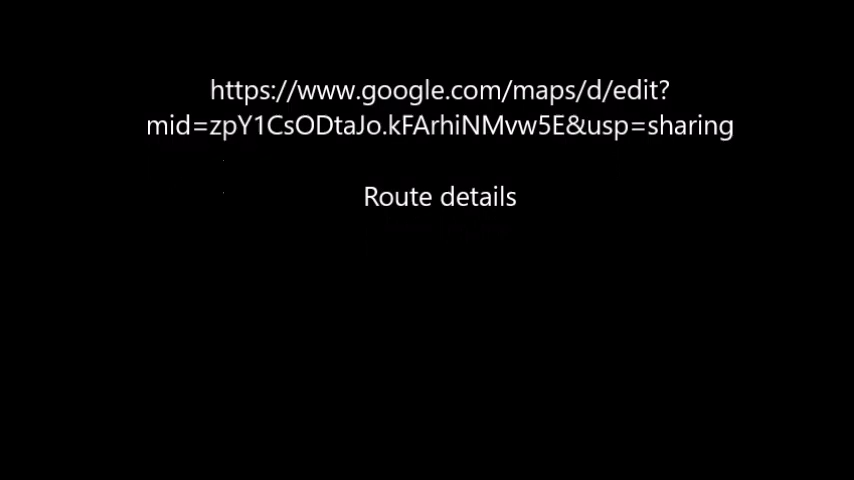 https://www.google.com/maps/d/edit?
mid=zpY1CsODtaJo.kFArhiNMvw5E&usp=sharing
Route details